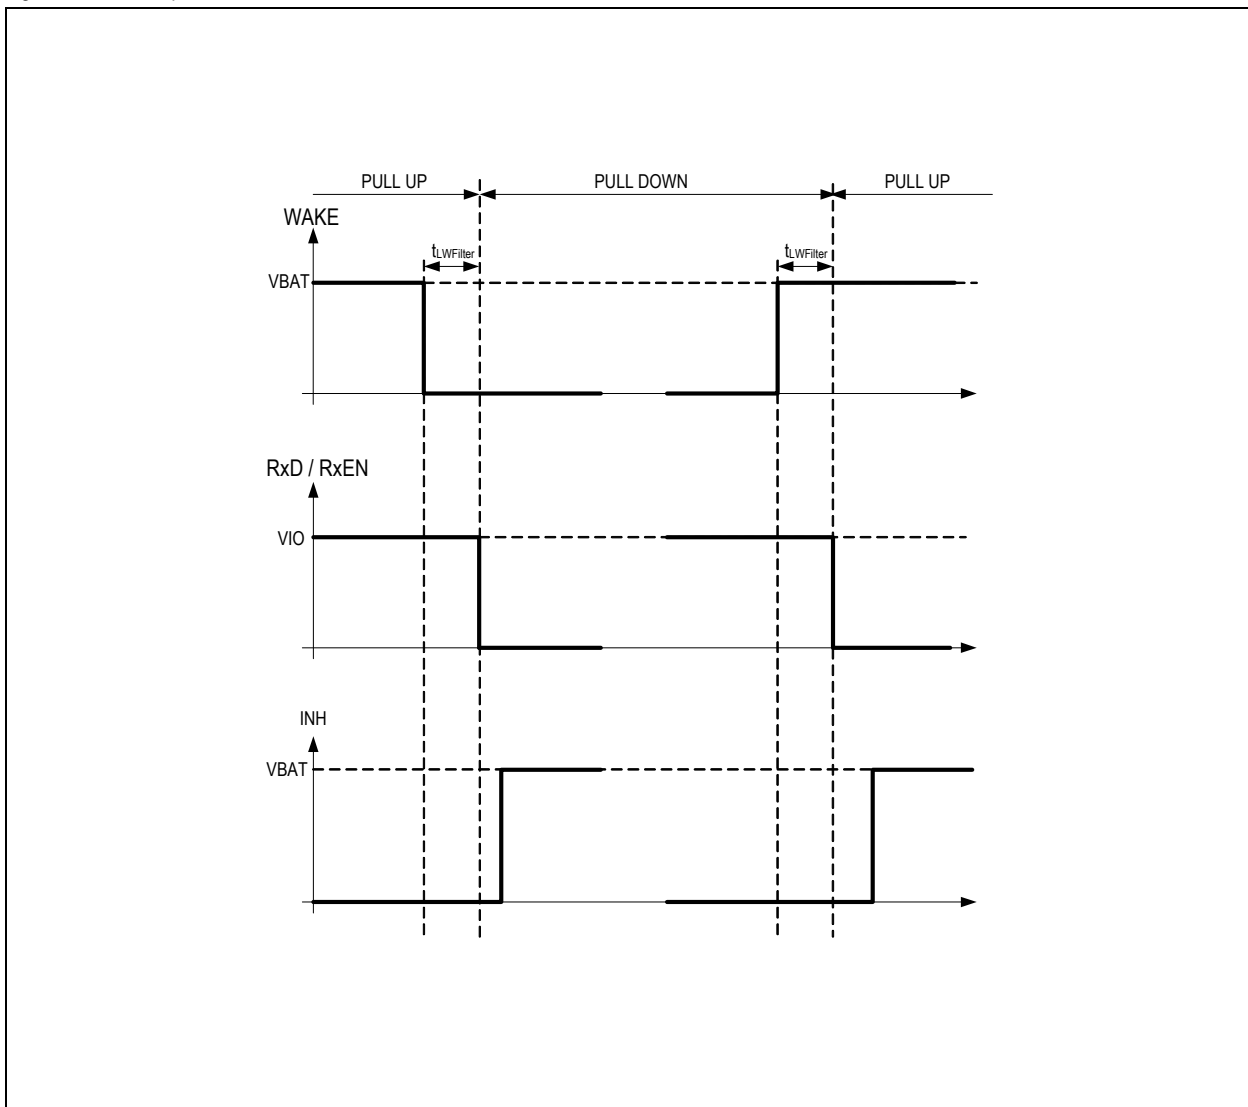 PULL UP PULL DOWN PULL UP
WAKE
tLWFilter tLWFilter
VBAT
RxD / RxEN
VIO
INH
VBAT